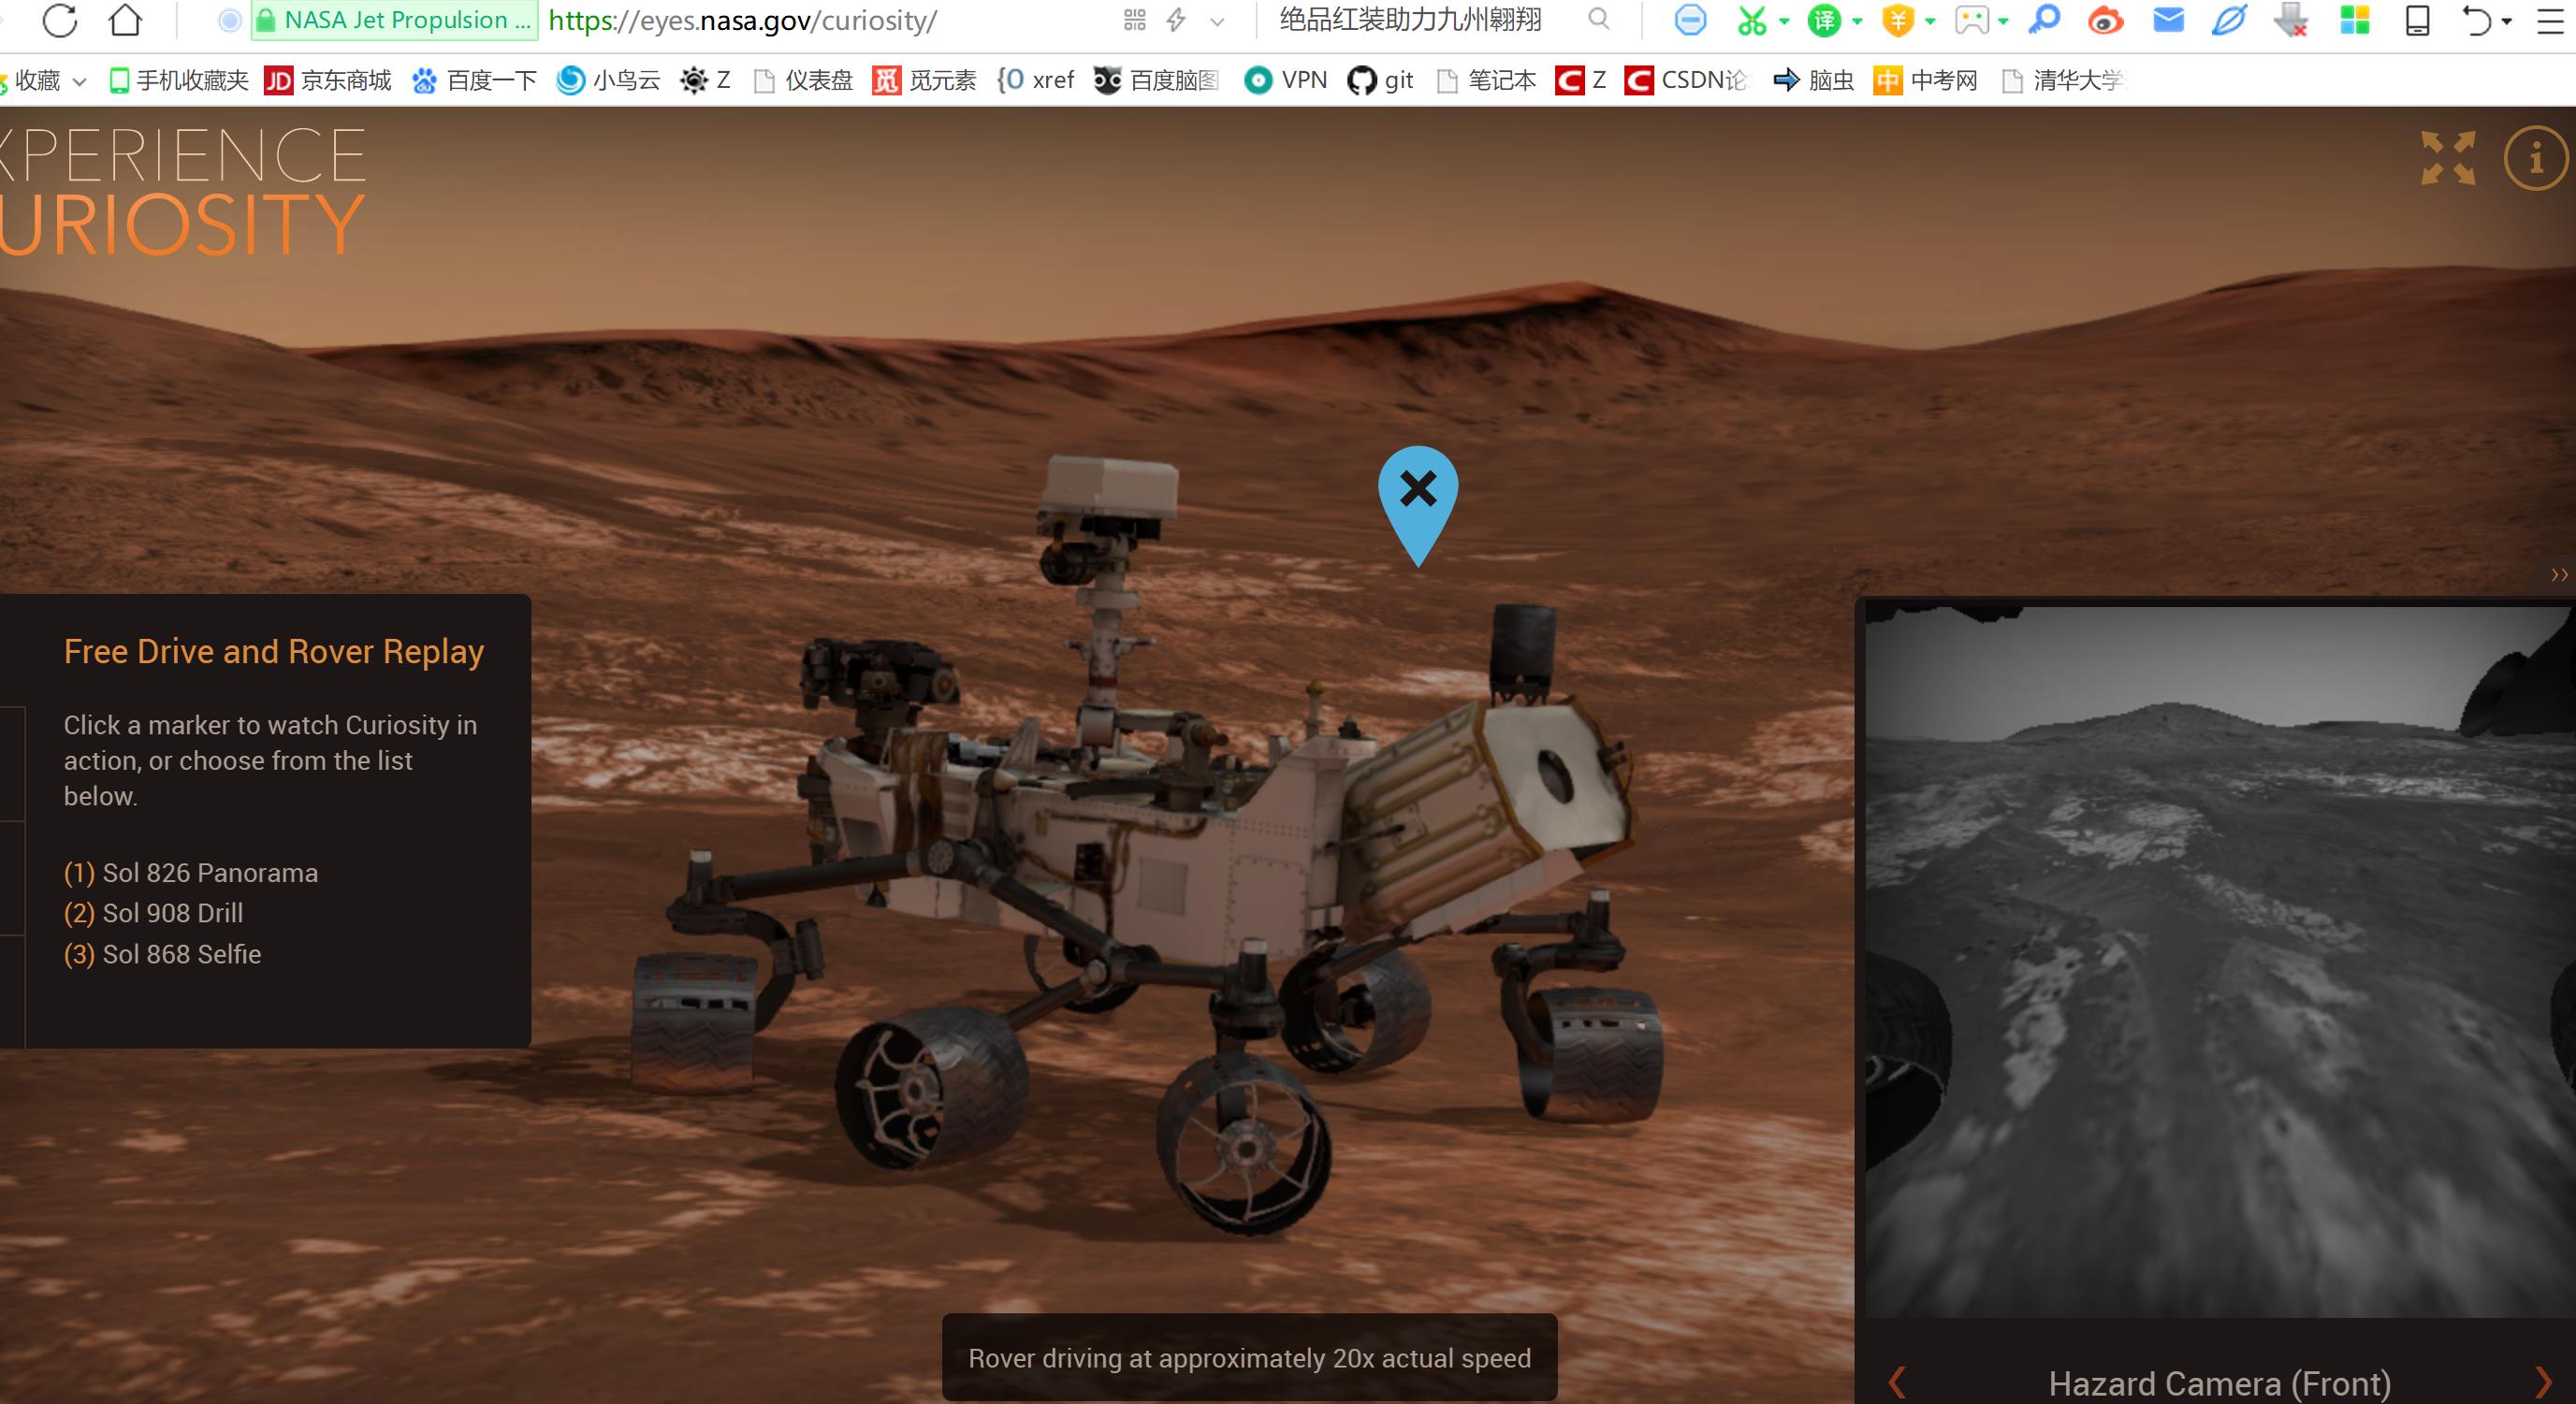 NASA Jet Propulsion ... https://eyes.nasa.gov/curiosity/ 绝品红装助力九州翱翔 译 ¥
收藏 手机收藏夹 JD 京东商城 百度一下 小鸟云 Z 仪表盘 觅 觅元素 {O xref 百度脑图 VPN git 笔记本 C Z C CSDN论 脑虫 中 中考网 清华大学
XPERIENCE
URIOSITY
i
Free Drive and Rover Replay
Click a marker to watch Curiosity in
action, or choose from the list
below.
(1) Sol 826 Panorama
(2) Sol 908 Drill
(3) Sol 868 Selfie
Rover driving at approximately 20x actual speed
Hazard Camera (Front)